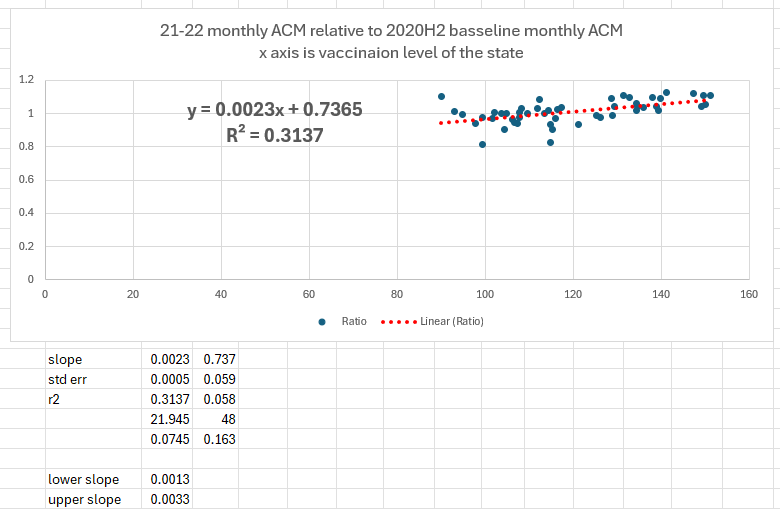 21-22 monthly ACM relative to 2020H2 basseline monthly ACM
x axis is vaccinaion level of the state
y = 0.0023x + 0.7365
R² = 0.3137
1.2
1
0.8
0.6
0.4
0.2
0
0 20 40 60 80 100 120 140 160
Ratio Linear (Ratio)
slope 0.0023 0.737
std err 0.0005 0.059
r2 0.3137 0.058
21.945 48
0.0745 0.163
lower slope 0.0013
upper slope 0.0033